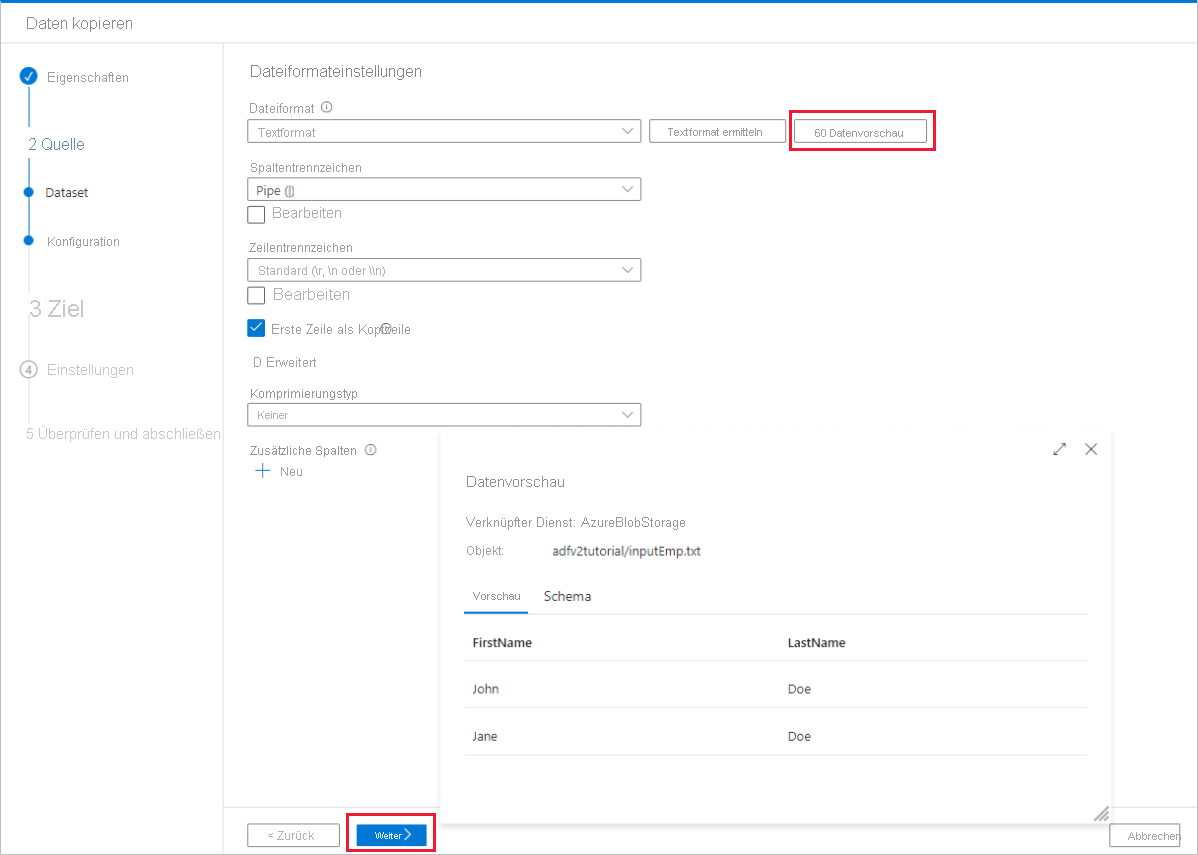 Daten kopieren
Eigenschaften
2 Quelle
Dataset
Konfiguration
3 Ziel
4 Einstellungen
5 Überprüfen und abschließen
Dateiformateinstellungen
Dateiformat
Textformat
Textformat ermitteln
60 Datenvorschau
Spaltentrennzeichen
Pipe (|)
Bearbeiten
Zeilentrennzeichen
Standard (\r, \n oder \\n)
Bearbeiten
Erste Zeile als Kopfzeile
D Erweitert
Komprimierungstyp
Keiner
Zusätzliche Spalten
Neu
Datenvorschau
Verknüpfter Dienst: AzureBlobStorage
Objekt: adfv2tutorial/inputEmp.txt
Vorschau Schema
FirstName LastName
John Doe
Jane Doe
< Zurück
Weiter
Abbrechen